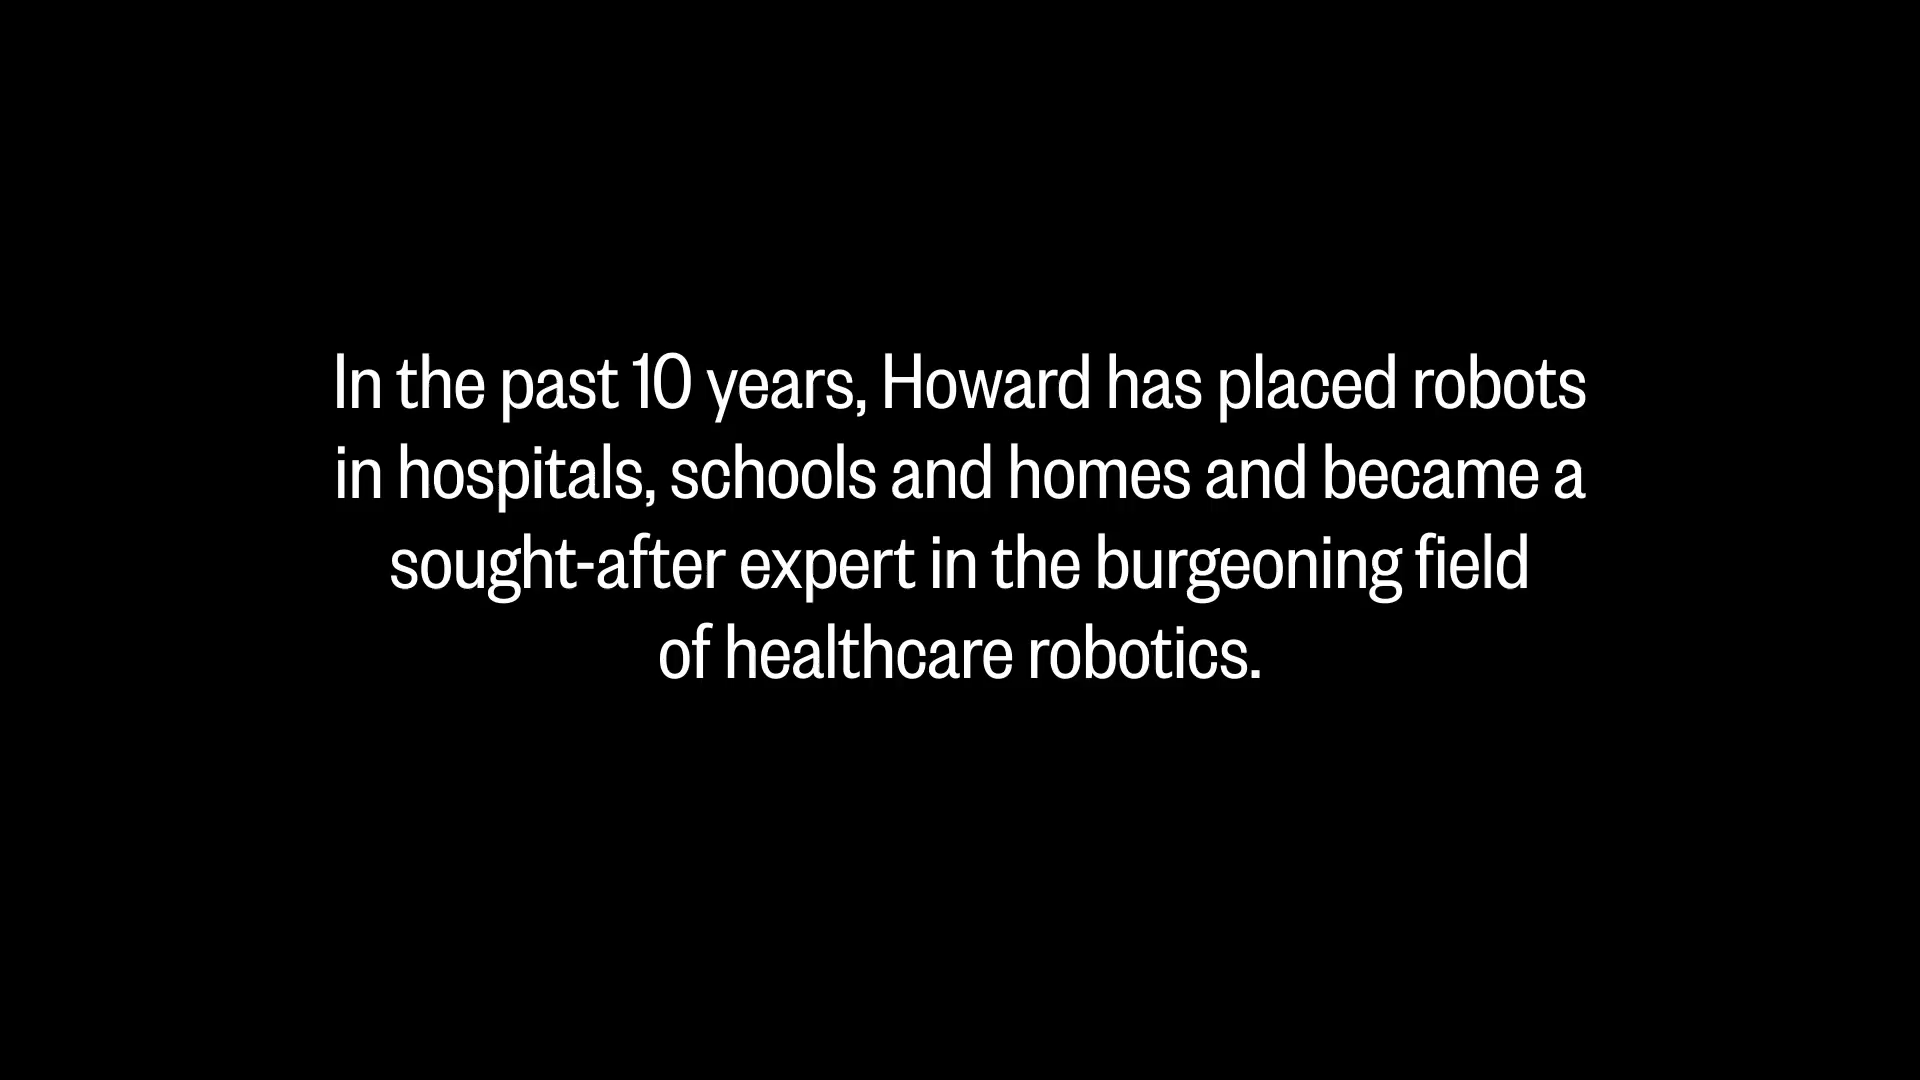 In the past 10 years, Howard has placed robots
in hospitals, schools and homes and became a
sought-after expert in the burgeoning field
of healthcare robotics.